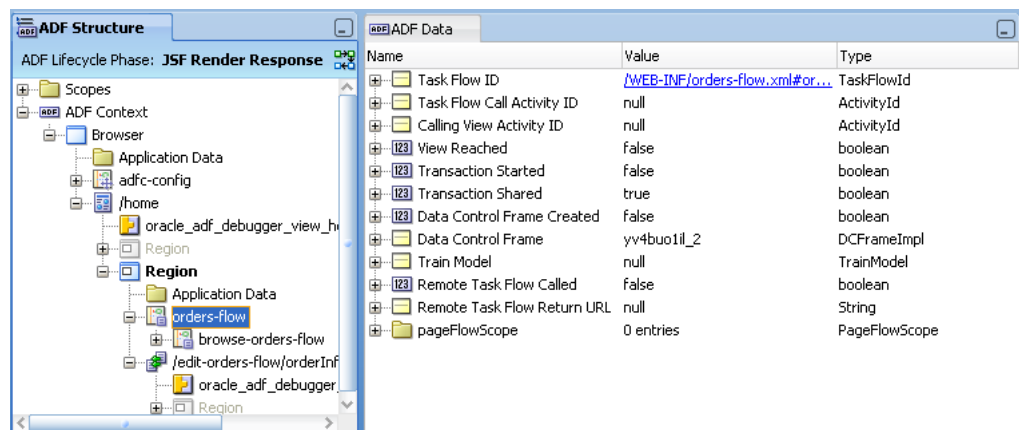 ADF Structure
ADF Lifecycle Phase: JSF Render Response
Scopes
ADF Context
Browser
Application Data
adfc-config
/home
oracle_adf_debugger_view_h
Region
Region
Application Data
orders-flow
browse-orders-flow
/edit-orders-flow/orderInf
oracle_adf_debugger_
Region
ADF Data
Name Value Type
Task Flow ID /WEB-INF/orders-flow.xml#or... TaskFlowId
Task Flow Call Activity ID null ActivityId
Calling View Activity ID null ActivityId
View Reached false boolean
Transaction Started false boolean
Transaction Shared true boolean
Data Control Frame Created false boolean
Data Control Frame yv4buo1il_2 DCFrameImpl
Train Model null TrainModel
Remote Task Flow Called false boolean
Remote Task Flow Return URL null String
pageFlowScope 0 entries PageFlowScope